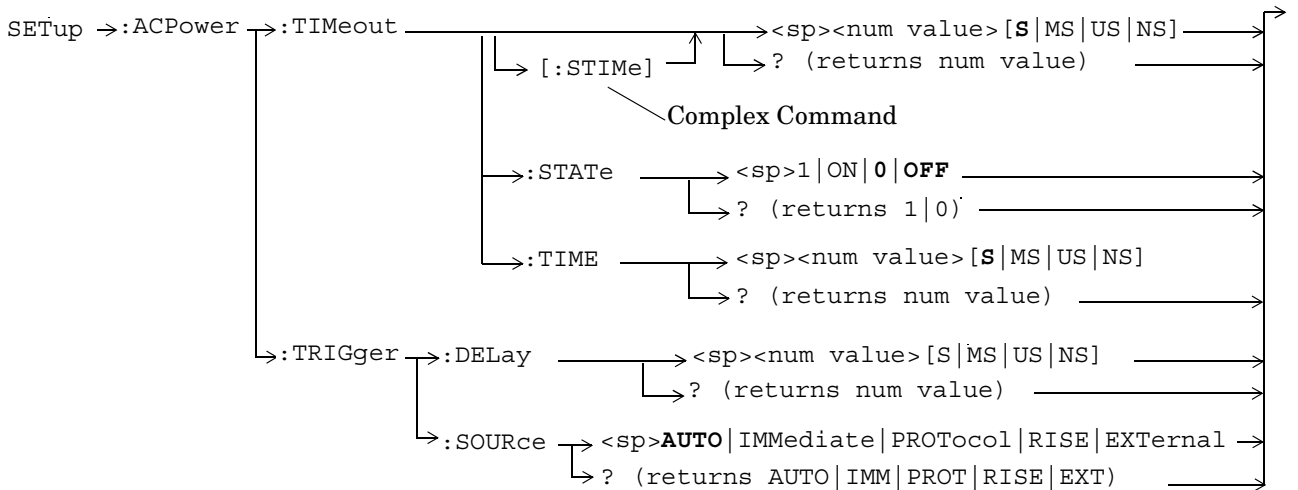 SETup :ACPower :TIMeout <sp><num value>[S|MS|US|NS]
[:STIMe] ? (returns num value)
Complex Command
:STATe <sp>1|ON|0|OFF
? (returns 1|0)
:TIME <sp><num value>[S|MS|US|NS]
? (returns num value)
:TRIGger :DELay <sp><num value>[S|MS|US|NS]
? (returns num value)
:SOURce <sp>AUTO|IMMediate|PROTocol|RISE|EXTernal
? (returns AUTO|IMM|PROT|RISE|EXT)